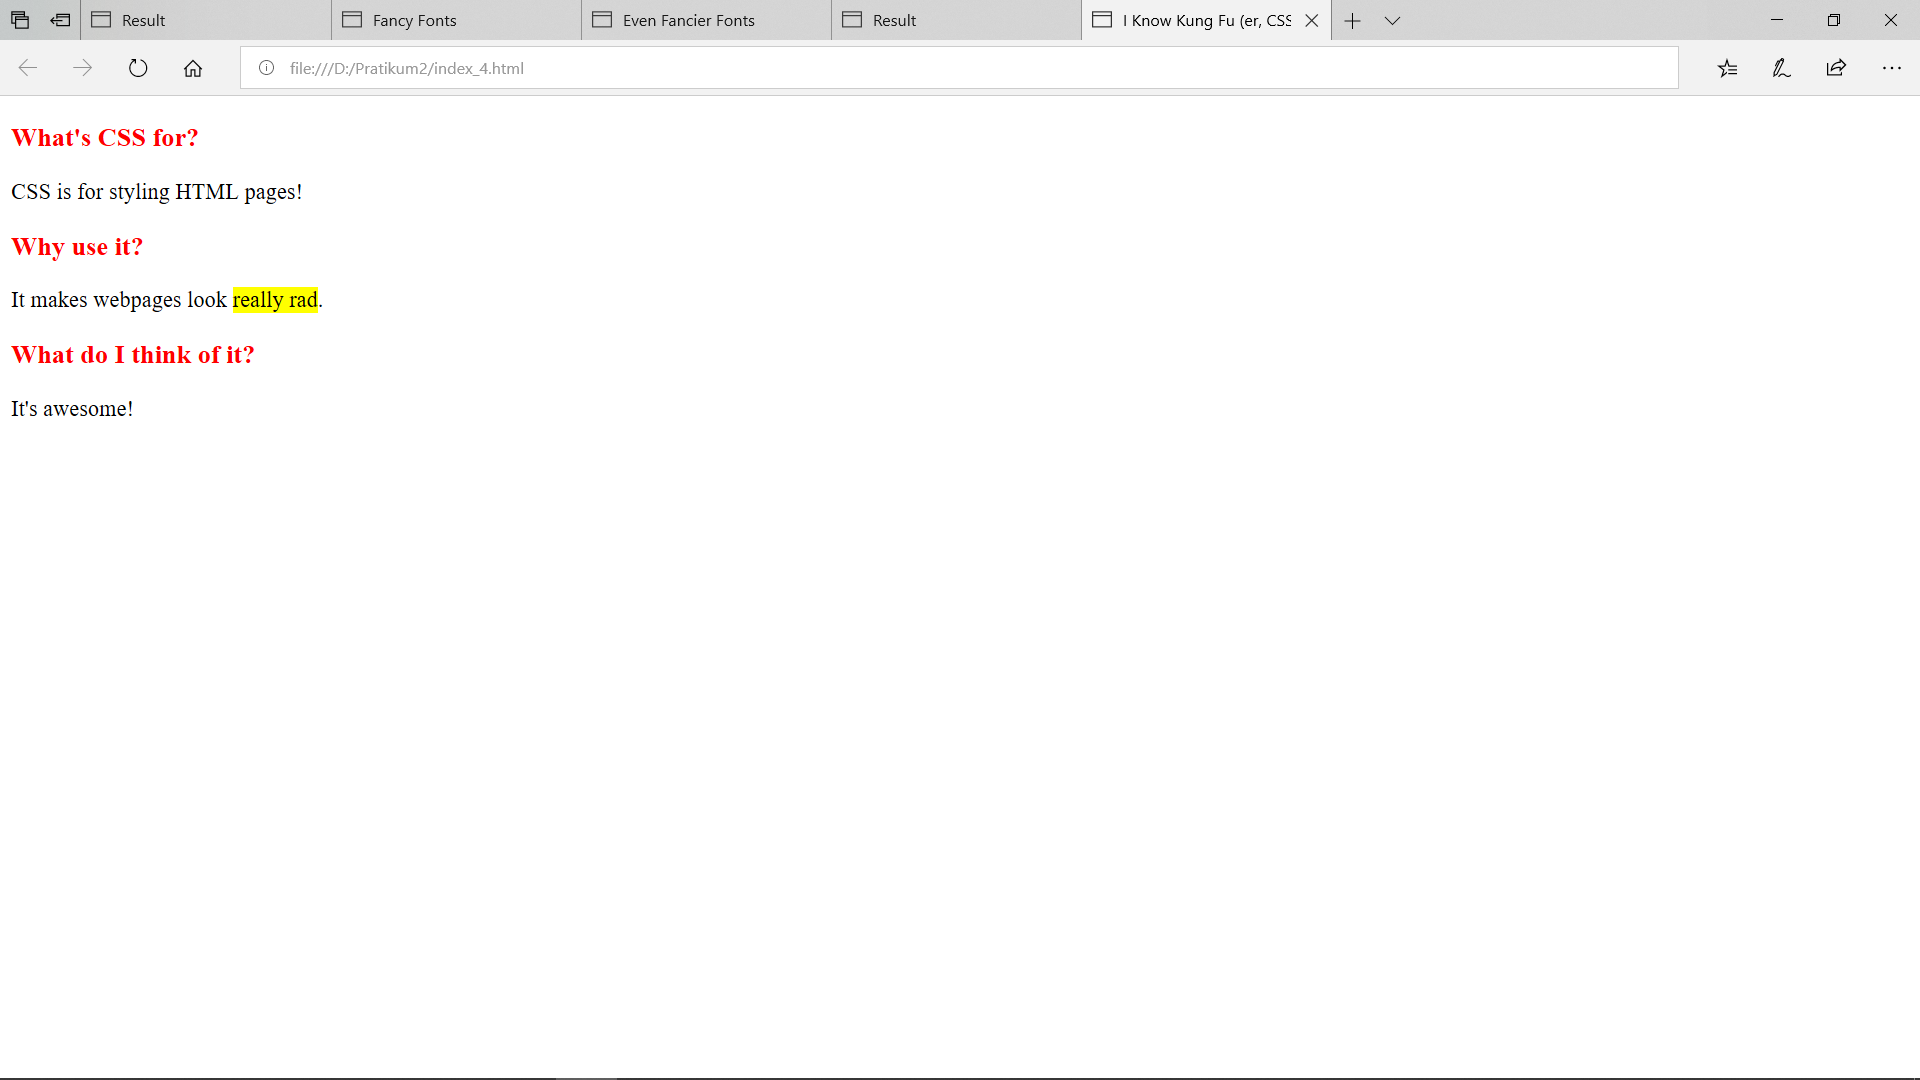 Result
Fancy Fonts
Even Fancier Fonts
Result
I Know Kung Fu (er, CSS
file:///D:/Pratikum2/index_4.html
What's CSS for?
CSS is for styling HTML pages!
Why use it?
It makes webpages look really rad.
What do I think of it?
It's awesome!